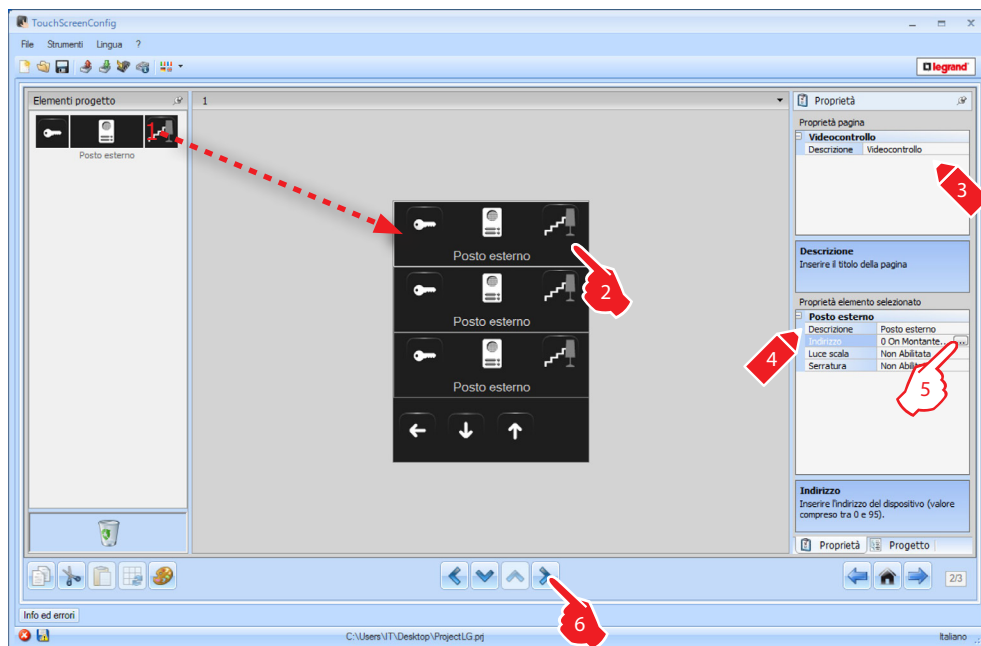 TouchScreenConfig
File Strumenti Lingua ?
legrand
Elementi progetto
1
Proprietà
1
Posto esterno
Proprietà pagina
Videocontrollo
Descrizione Videocontrollo
3
Posto esterno
2
Descrizione
Inserire il titolo della pagina
Posto esterno
Proprietà elemento selezionato
Posto esterno
Descrizione Posto esterno
Indirizzo 0 On Montante... ...
Luce scala Non Abilitata
Serratura Non
4
5
Posto esterno
Indirizzo
Inserire l'indirizzo del dispositivo (valore
compreso tra 0 e 95).
Proprietà Progetto
2/3
6
Info ed errori
C:\Users\IT\Desktop\ProjectLG.prj
Italiano